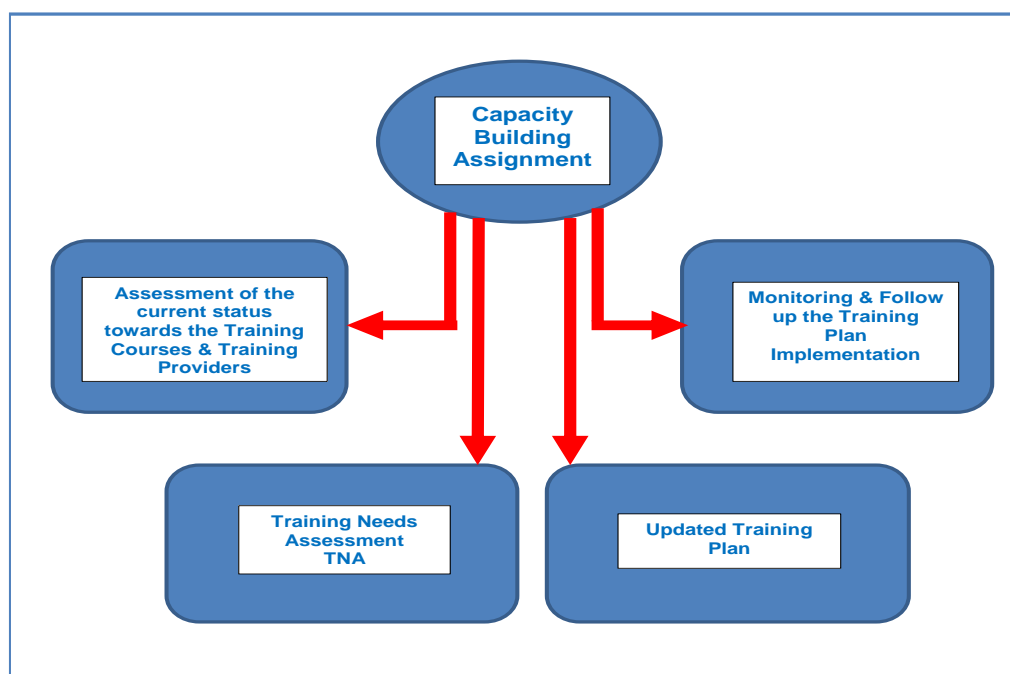 Capacity
Building
Assignment
Assessment of the
current status
towards the Training
Courses & Training
Providers
Monitoring & Follow
up the Training
Plan
Implementation
Training Needs
Assessment
TNA
Updated Training
Plan